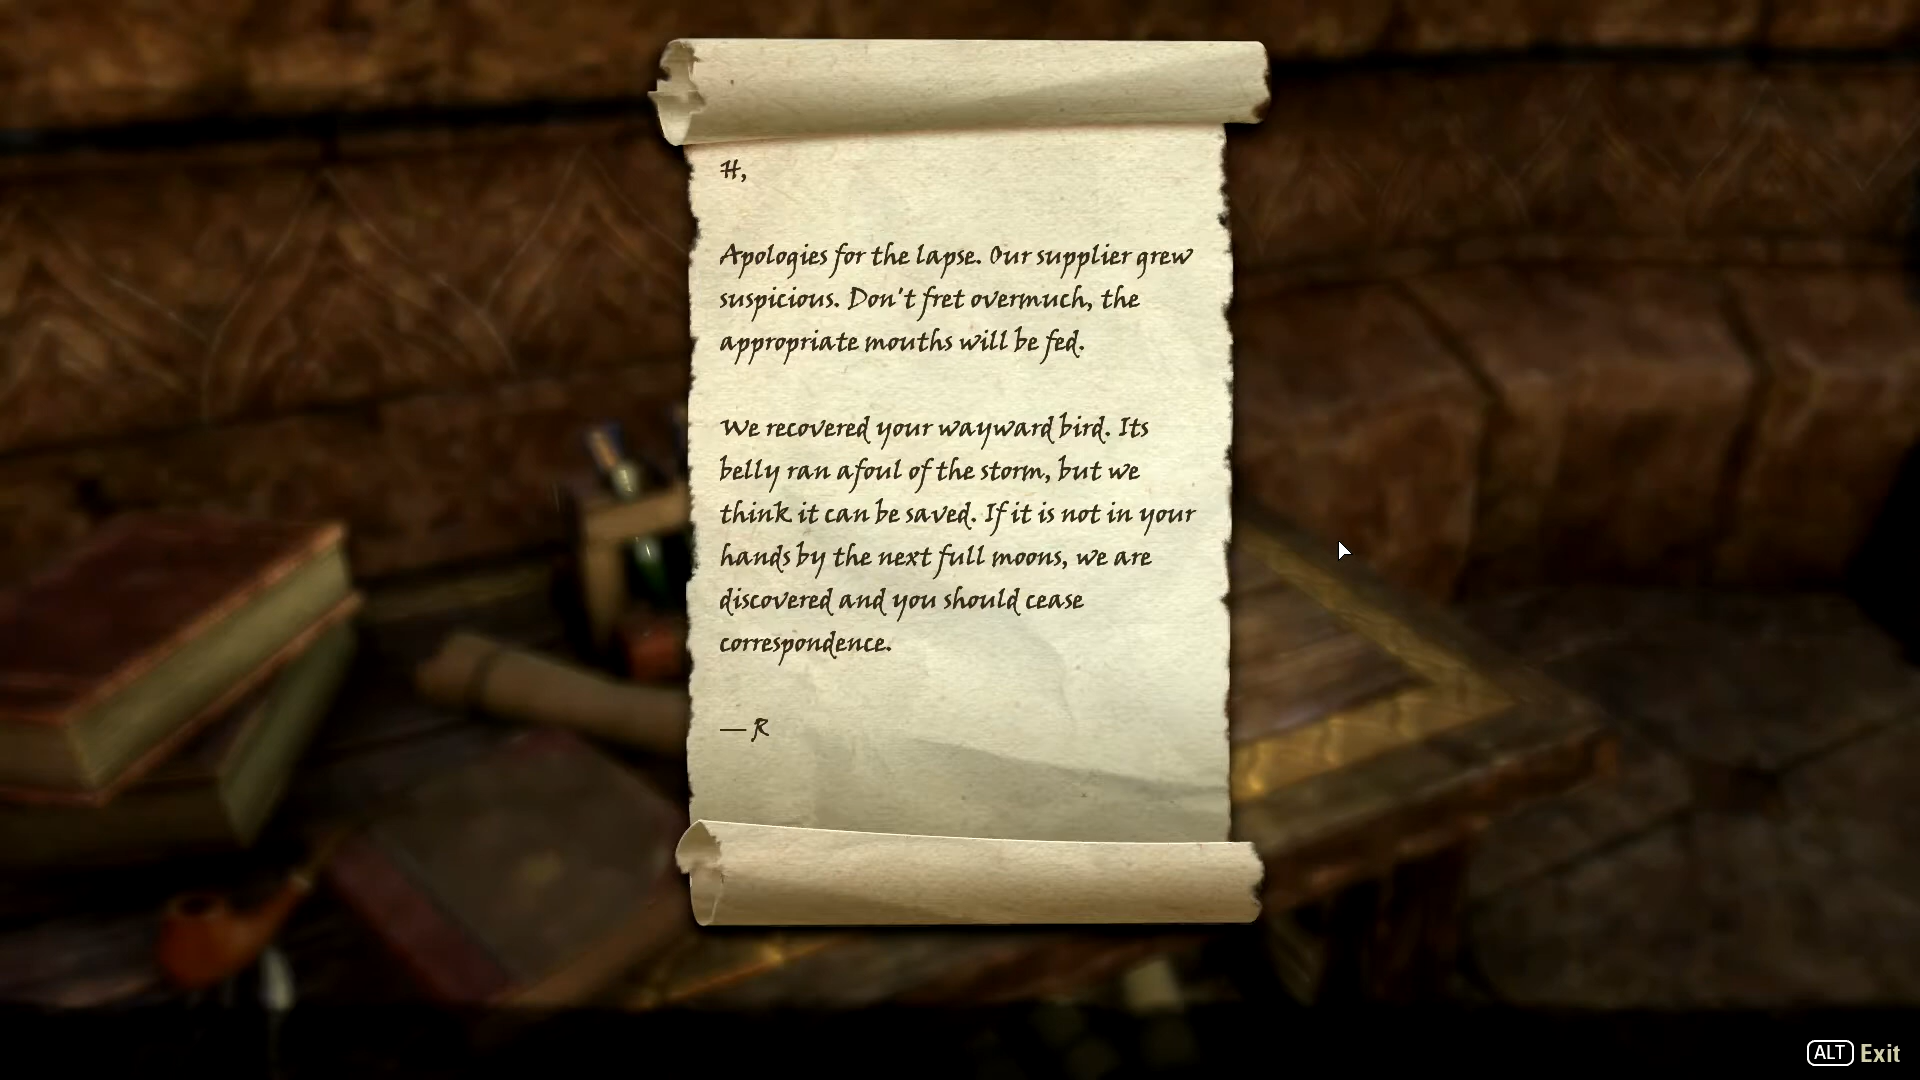 H,
Apologies for the lapse. Our supplier grew
suspicious. Don't fret overmuch, the
appropriate mouths will be fed.
We recovered your wayward bird. Its
belly ran afoul of the storm, but we
think it can be saved. If it is not in your
hands by the next full moons, we are
discovered and you should cease
correspondence.
— R
ALT Exit